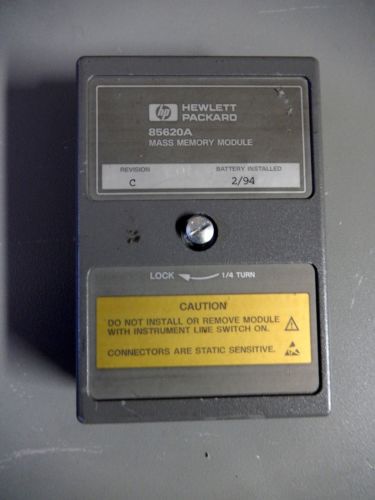 hp HEWLETT
PACKARD
85620A
MASS MEMORY MODULE
REVISION BATTERY INSTALLED
C 2/94
LOCK 1/4 TURN
CAUTION
DO NOT INSTALL OR REMOVE MODULE
WITH INSTRUMENT LINE SWITCH ON.
CONNECTORS ARE STATIC SENSITIVE.